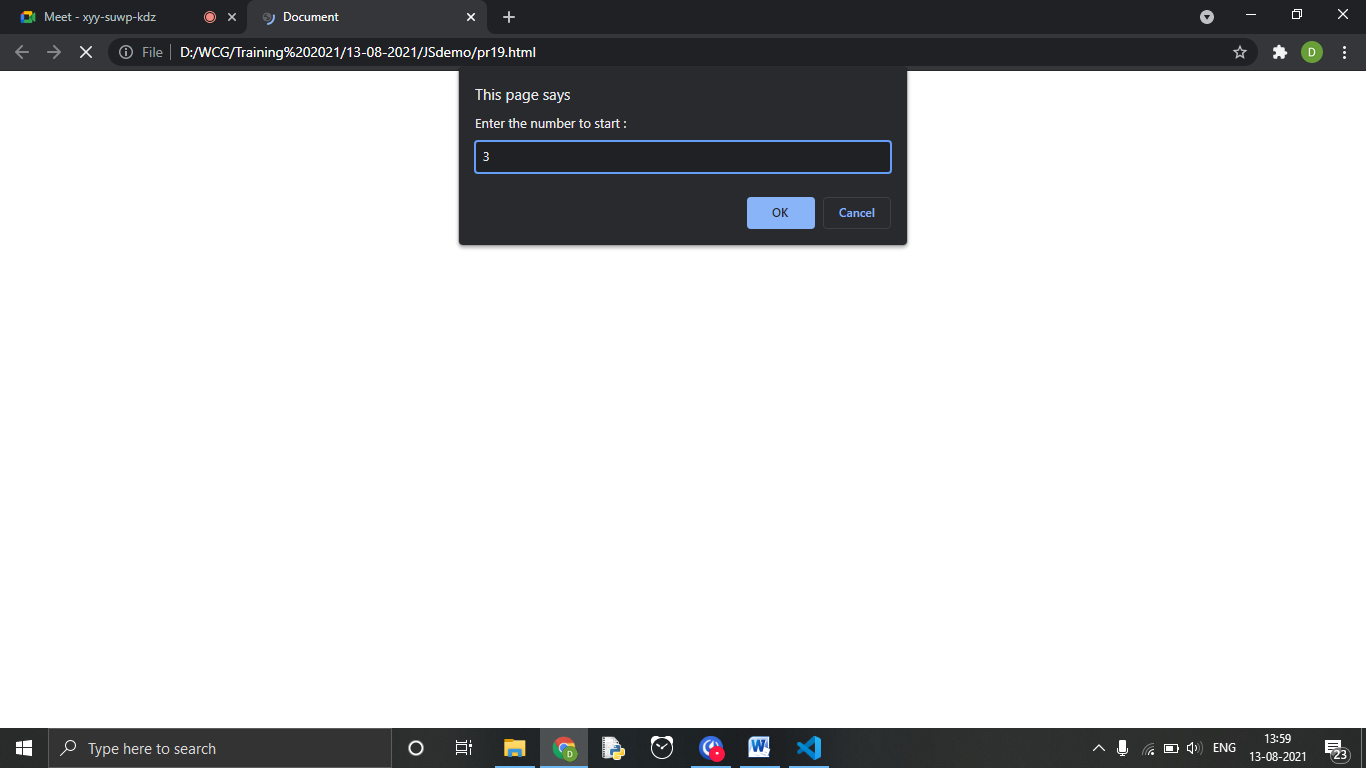 Meet - xyy-suwp-kdz
Document
File
D:/WCG/Training%202021/13-08-2021/JSdemo/pr19.html
D
This page says
Enter the number to start :
3
OK
Cancel
Type here to search
D
W
ENG
13:59
13-08-2021
23